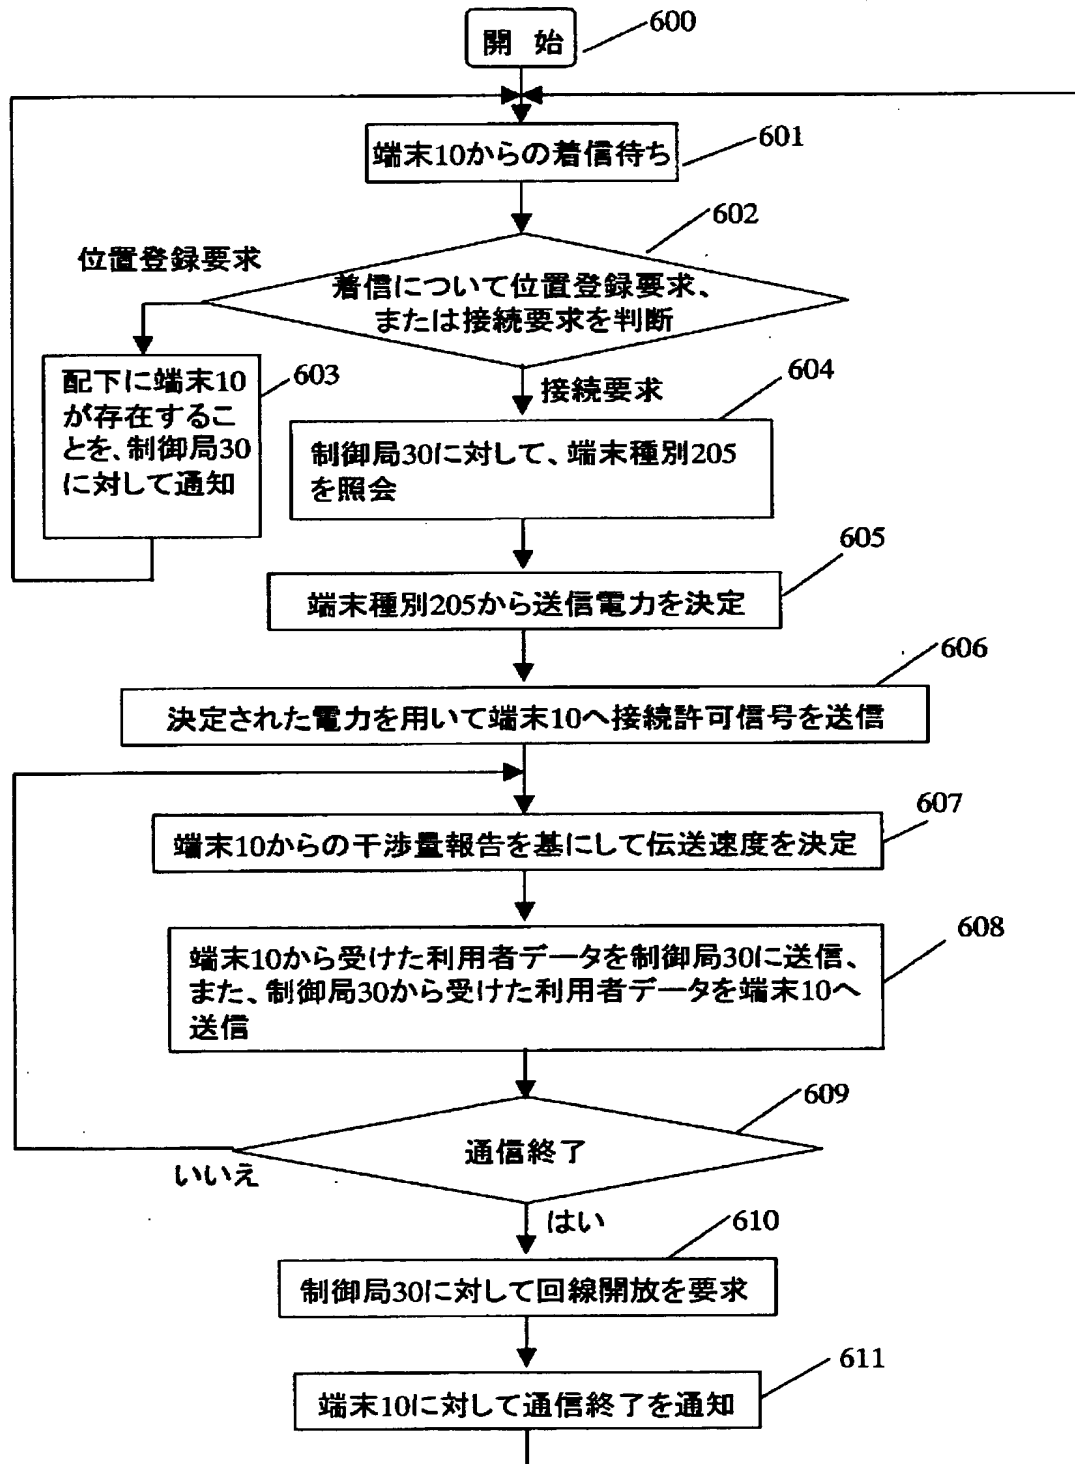 開 始
600
端末10からの着信待ち
601
602
位置登録要求
着信について位置登録要求、
または接続要求を判断
配下に端末10
が存在するこ
とを、制御局30
に対して通知
603
接続要求
604
制御局30に対して、端末種別205
を照会
605
端末種別205から送信電力を決定
606
決定された電力を用いて端末10へ接続許可信号を送信
607
端末10からの干渉量報告を基にして伝送速度を決定
608
端末10から受けた利用者データを制御局30に送信、
また、制御局30から受けた利用者データを端末10へ
送信
609
通信終了
いいえ
はい
610
制御局30に対して回線開放を要求
611
端末10に対して通信終了を通知